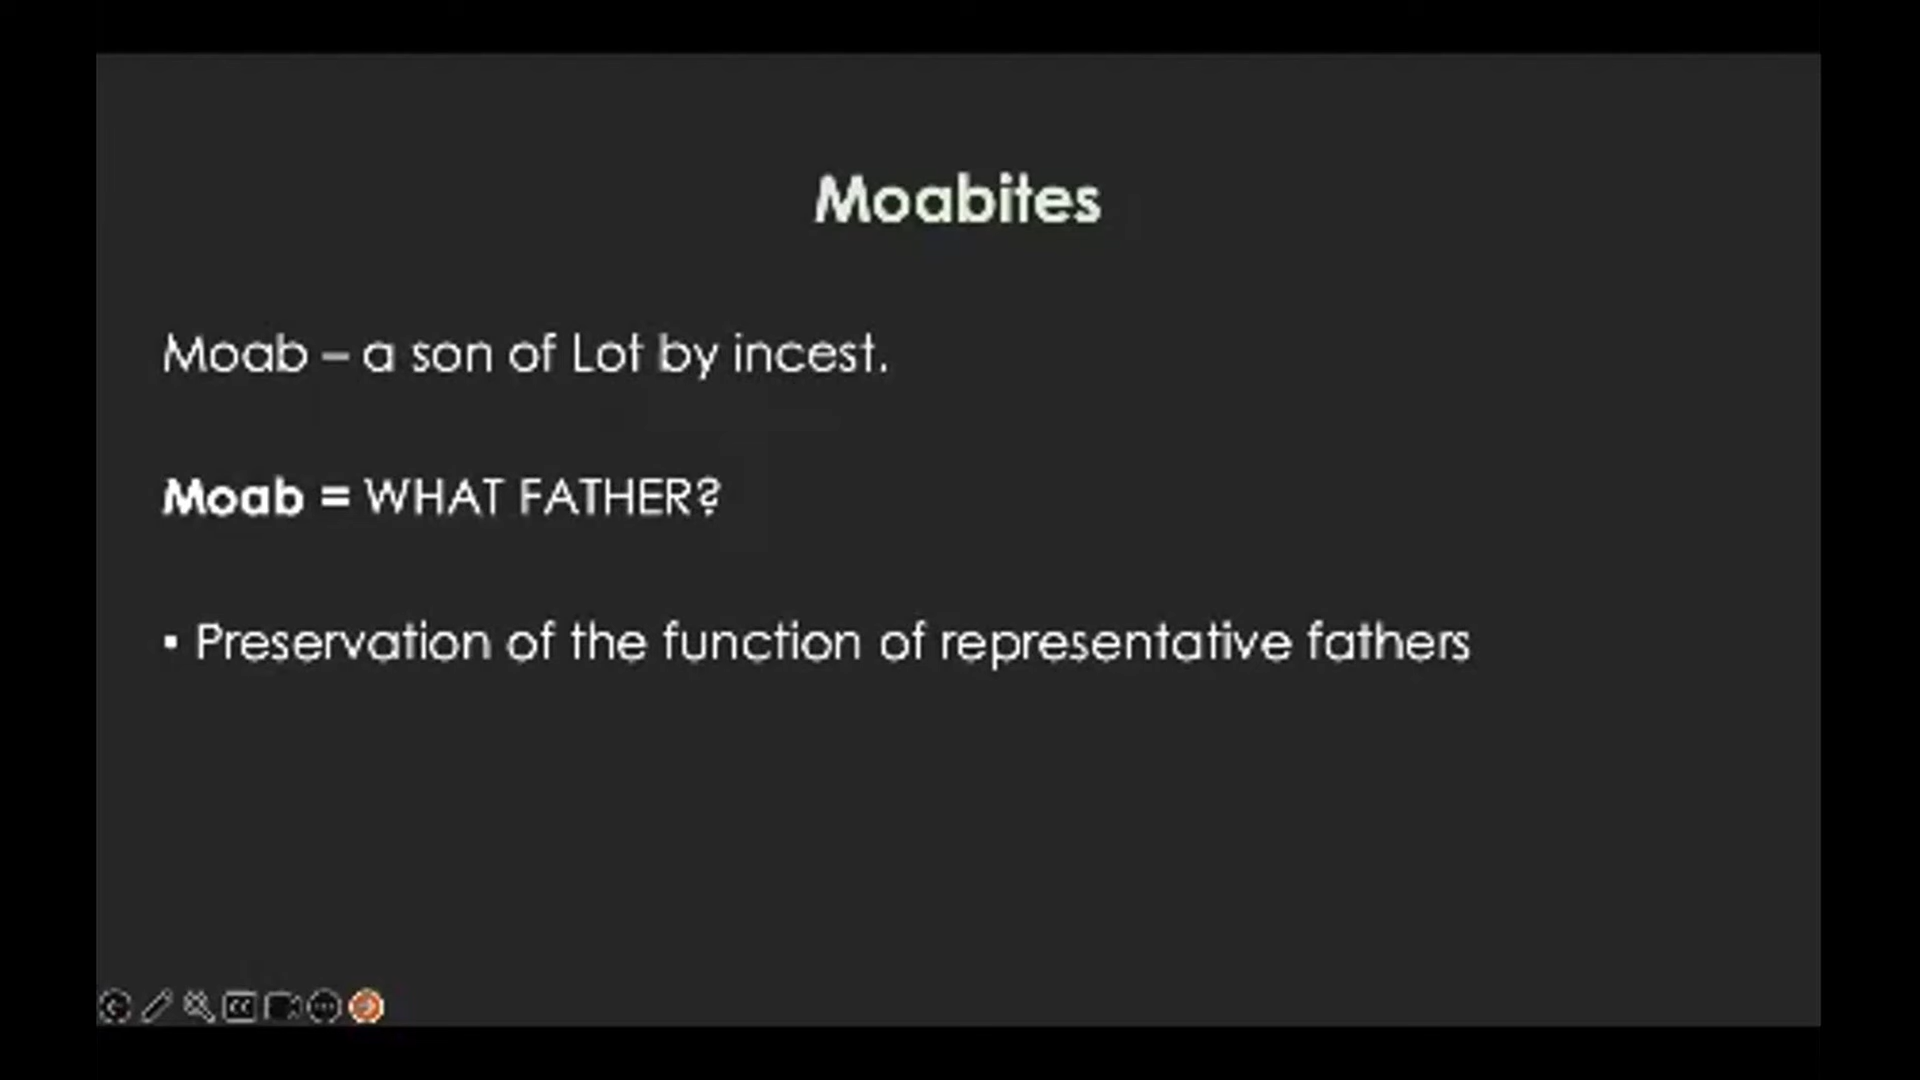 Moabites
Moab – a son of Lot by incest.
Moab = WHAT FATHER?
▪ Preservation of the function of representative fathers